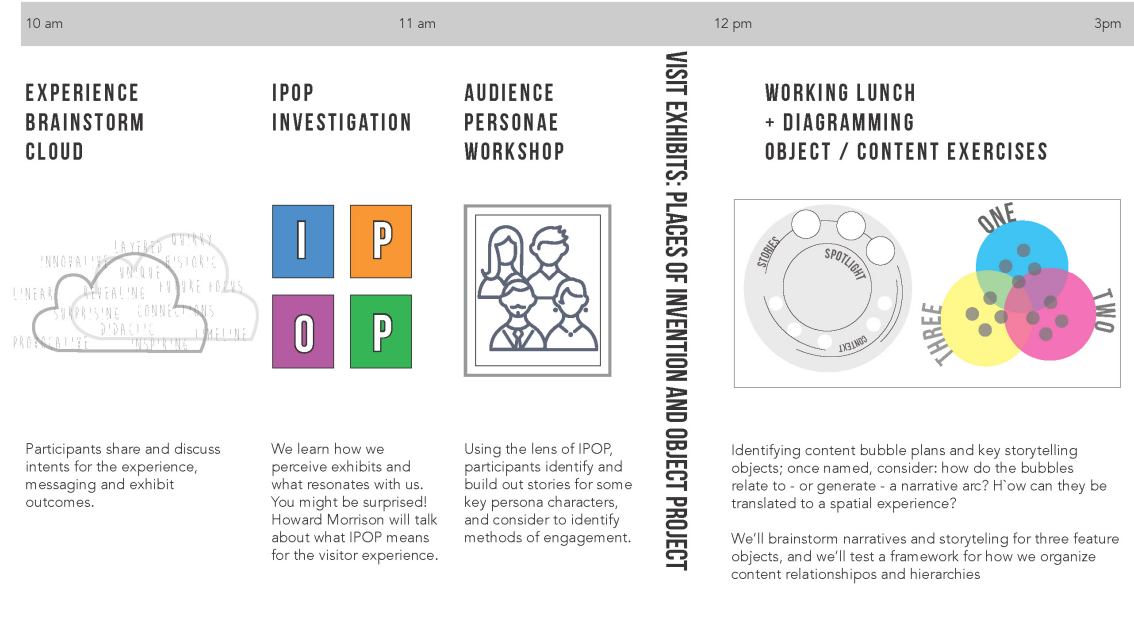 10 am
11 am
12 pm
3pm
EXPERIENCE
BRAINSTORM
CLOUD
LAYERED
QUIRKY
INNOVATIVE
HISTORIC
UNIQUE
LINEAR
REVEALING
FUTURE FOCUS
SURPRISING
CONNECTIONS
DIDACTIC
TIMELINE
PROVOCATIVE
INSPIRING
Participants share and discuss
intents for the experience,
messaging and exhibit
outcomes.
IPOP
INVESTIGATION
I
P
O
P
We learn how we
perceive exhibits and
what resonates with us.
You might be surprised!
Howard Morrison will talk
about what IPOP means
for the visitor experience.
AUDIENCE
PERSONAE
WORKSHOP
Using the lens of IPOP,
participants identify and
build out stories for some
key persona characters,
and consider to identify
methods of engagement.
VISIT EXHIBITS: PLACES OF INVENTION AND OBJECT PROJECT
WORKING LUNCH
+ DIAGRAMMING
OBJECT / CONTENT EXERCISES
STORIES
SPOTLIGHT
CONTEXT
ONE
TWO
THREE
Identifying content bubble plans and key storytelling
objects; once named, consider: how do the bubbles
relate to - or generate - a narrative arc? H`ow can they be
translated to a spatial experience?
We'll brainstorm narratives and storyteling for three feature
objects, and we'll test a framework for how we organize
content relationshipos and hierarchies